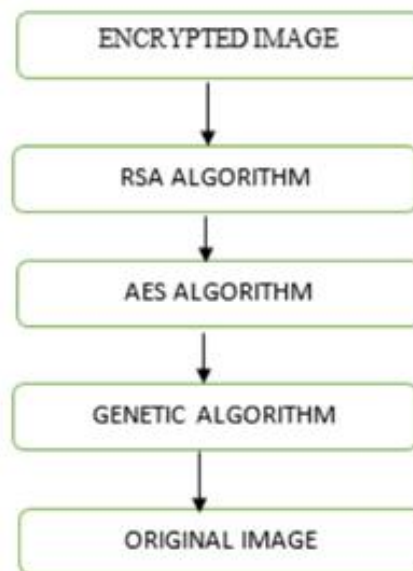 ENCRYPTED IMAGE
RSA ALGORITHM
AES ALGORITHM
GENETIC ALGORITHM
ORIGINAL IMAGE